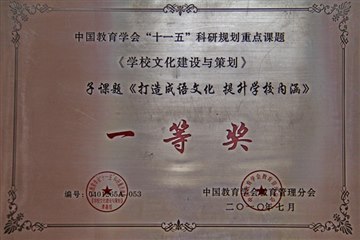 中国教育学会“十一五”科研规划重点课题
《学校文化建设与策划》
子课题《打造成语文化 提升学校内涵》
一等奖
编号：0401265A-053
中国教育学会教育管理分会
二〇一〇年七月